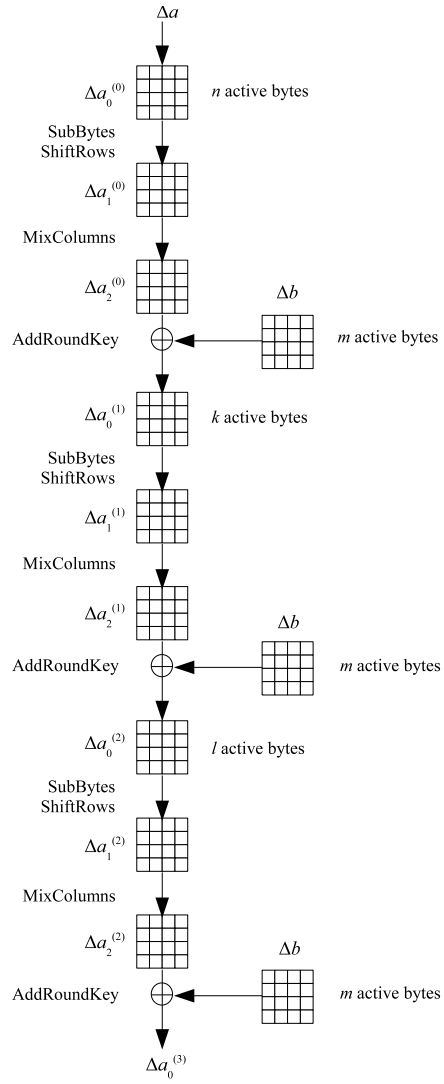 Δa
Δa₀⁽⁰⁾ n active bytes
SubBytes
ShiftRows
Δa₁⁽⁰⁾
MixColumns
Δa₂⁽⁰⁾ Δb
AddRoundKey m active bytes
Δa₀⁽¹⁾ k active bytes
SubBytes
ShiftRows
Δa₁⁽¹⁾
MixColumns
Δa₂⁽¹⁾ Δb
AddRoundKey m active bytes
Δa₀⁽²⁾ l active bytes
SubBytes
ShiftRows
Δa₁⁽²⁾
MixColumns
Δa₂⁽²⁾ Δb
AddRoundKey m active bytes
Δa₀⁽³⁾